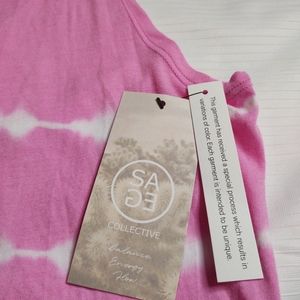 SA
GE
COLLECTIVE
Balance
Energy
Flow
This garment has received a special process which results in
variations of color. Each garment is intended to be unique.